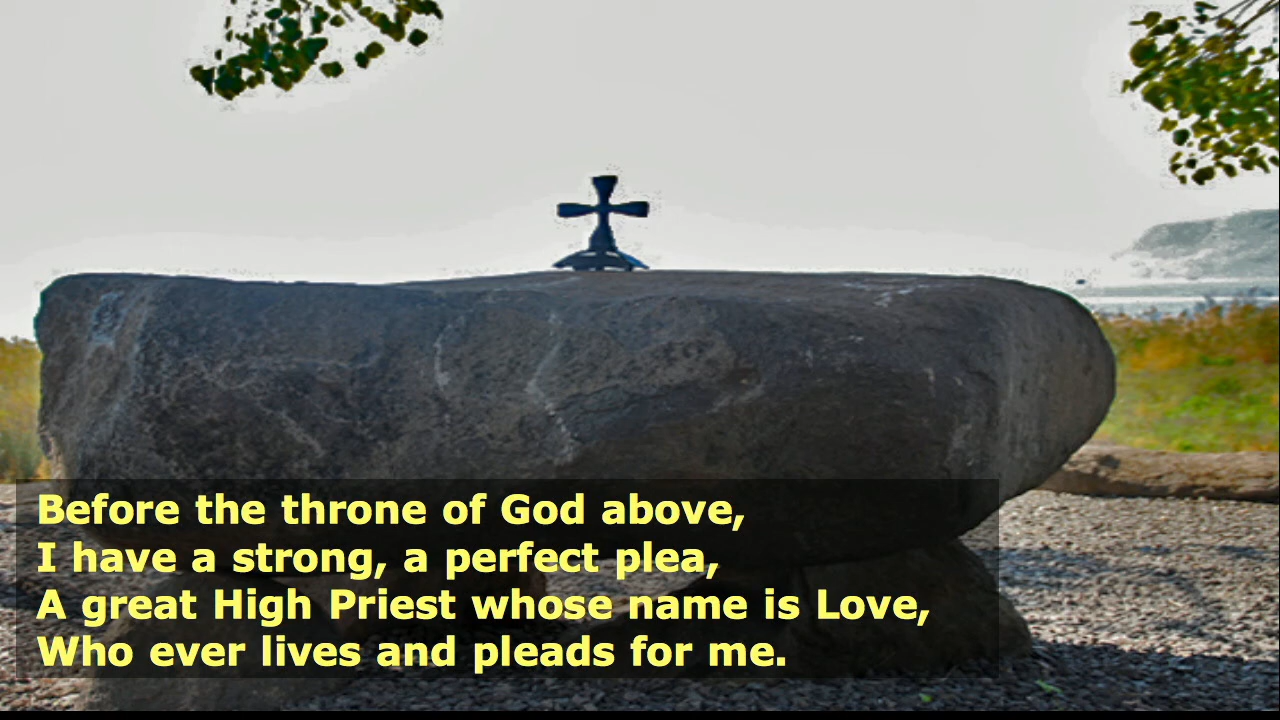 Before the throne of God above,
I have a strong, a perfect plea,
A great High Priest whose name is Love,
Who ever lives and pleads for me.